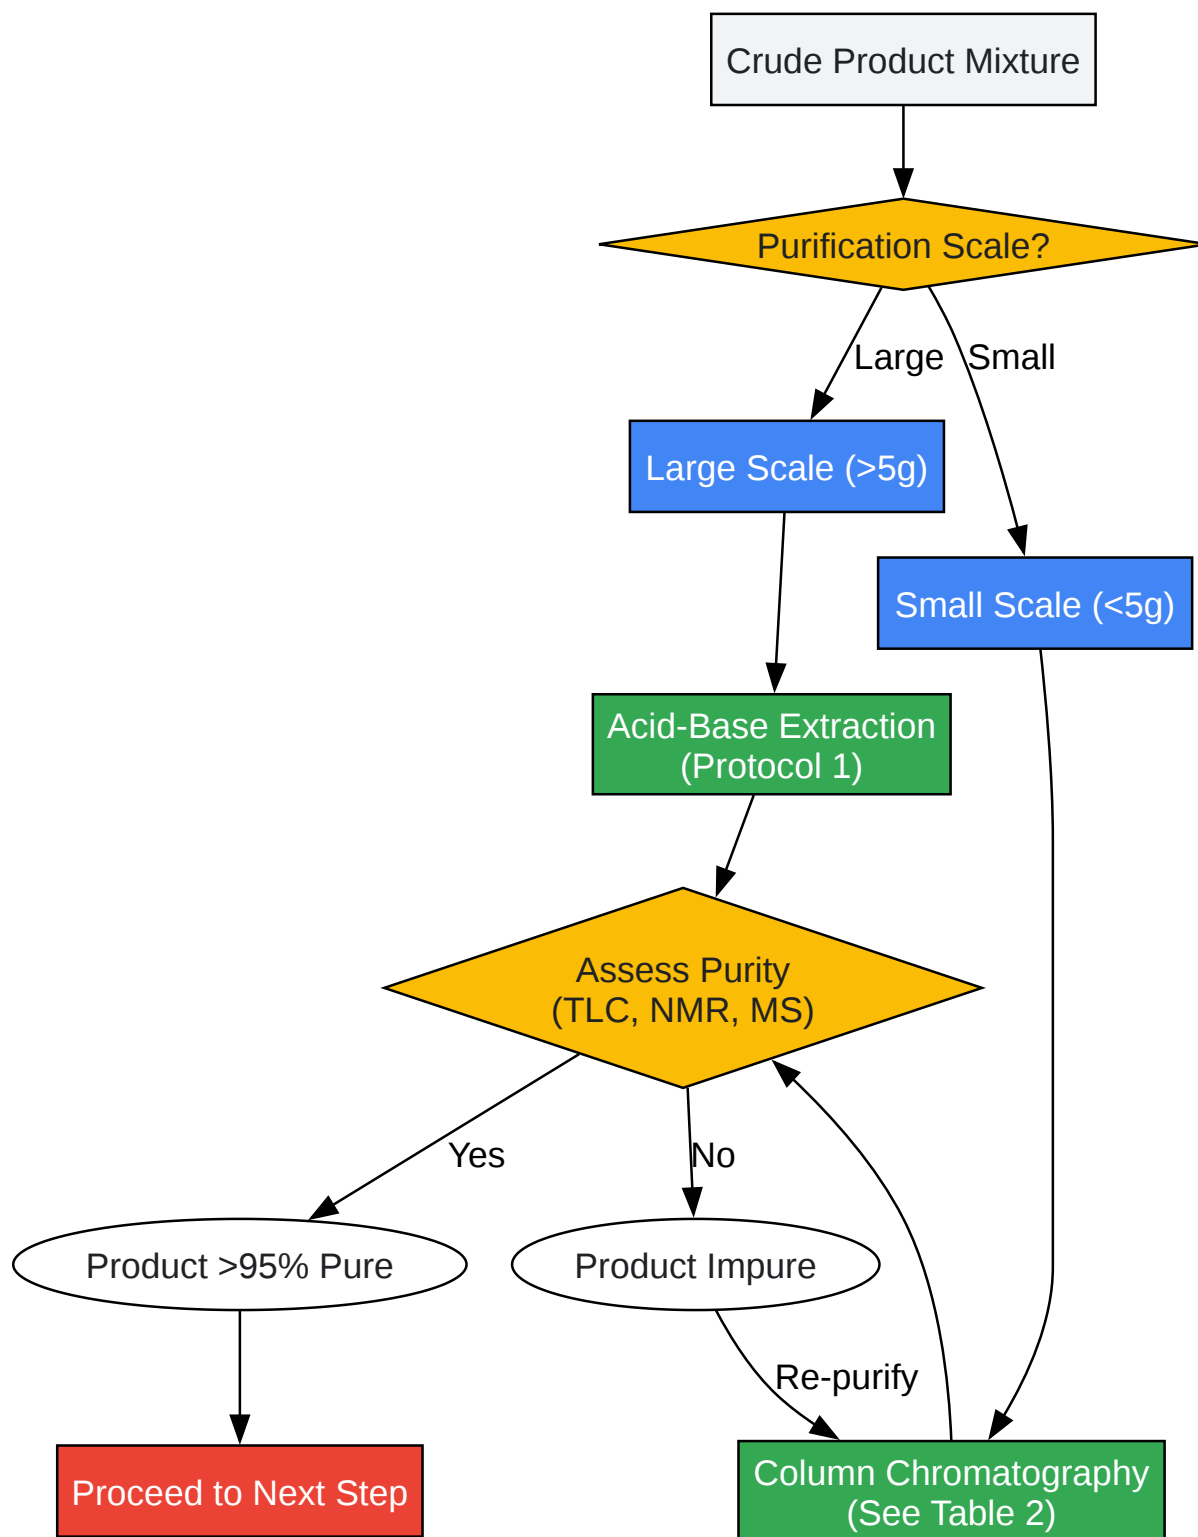 Crude Product Mixture
Purification Scale?
Large
Small
Large Scale (>5g)
Small Scale (<5g)
Acid-Base Extraction
(Protocol 1)
Assess Purity
(TLC, NMR, MS)
Yes
No
Product >95% Pure
Product Impure
Re-purify
Proceed to Next Step
Column Chromatography
(See Table 2)